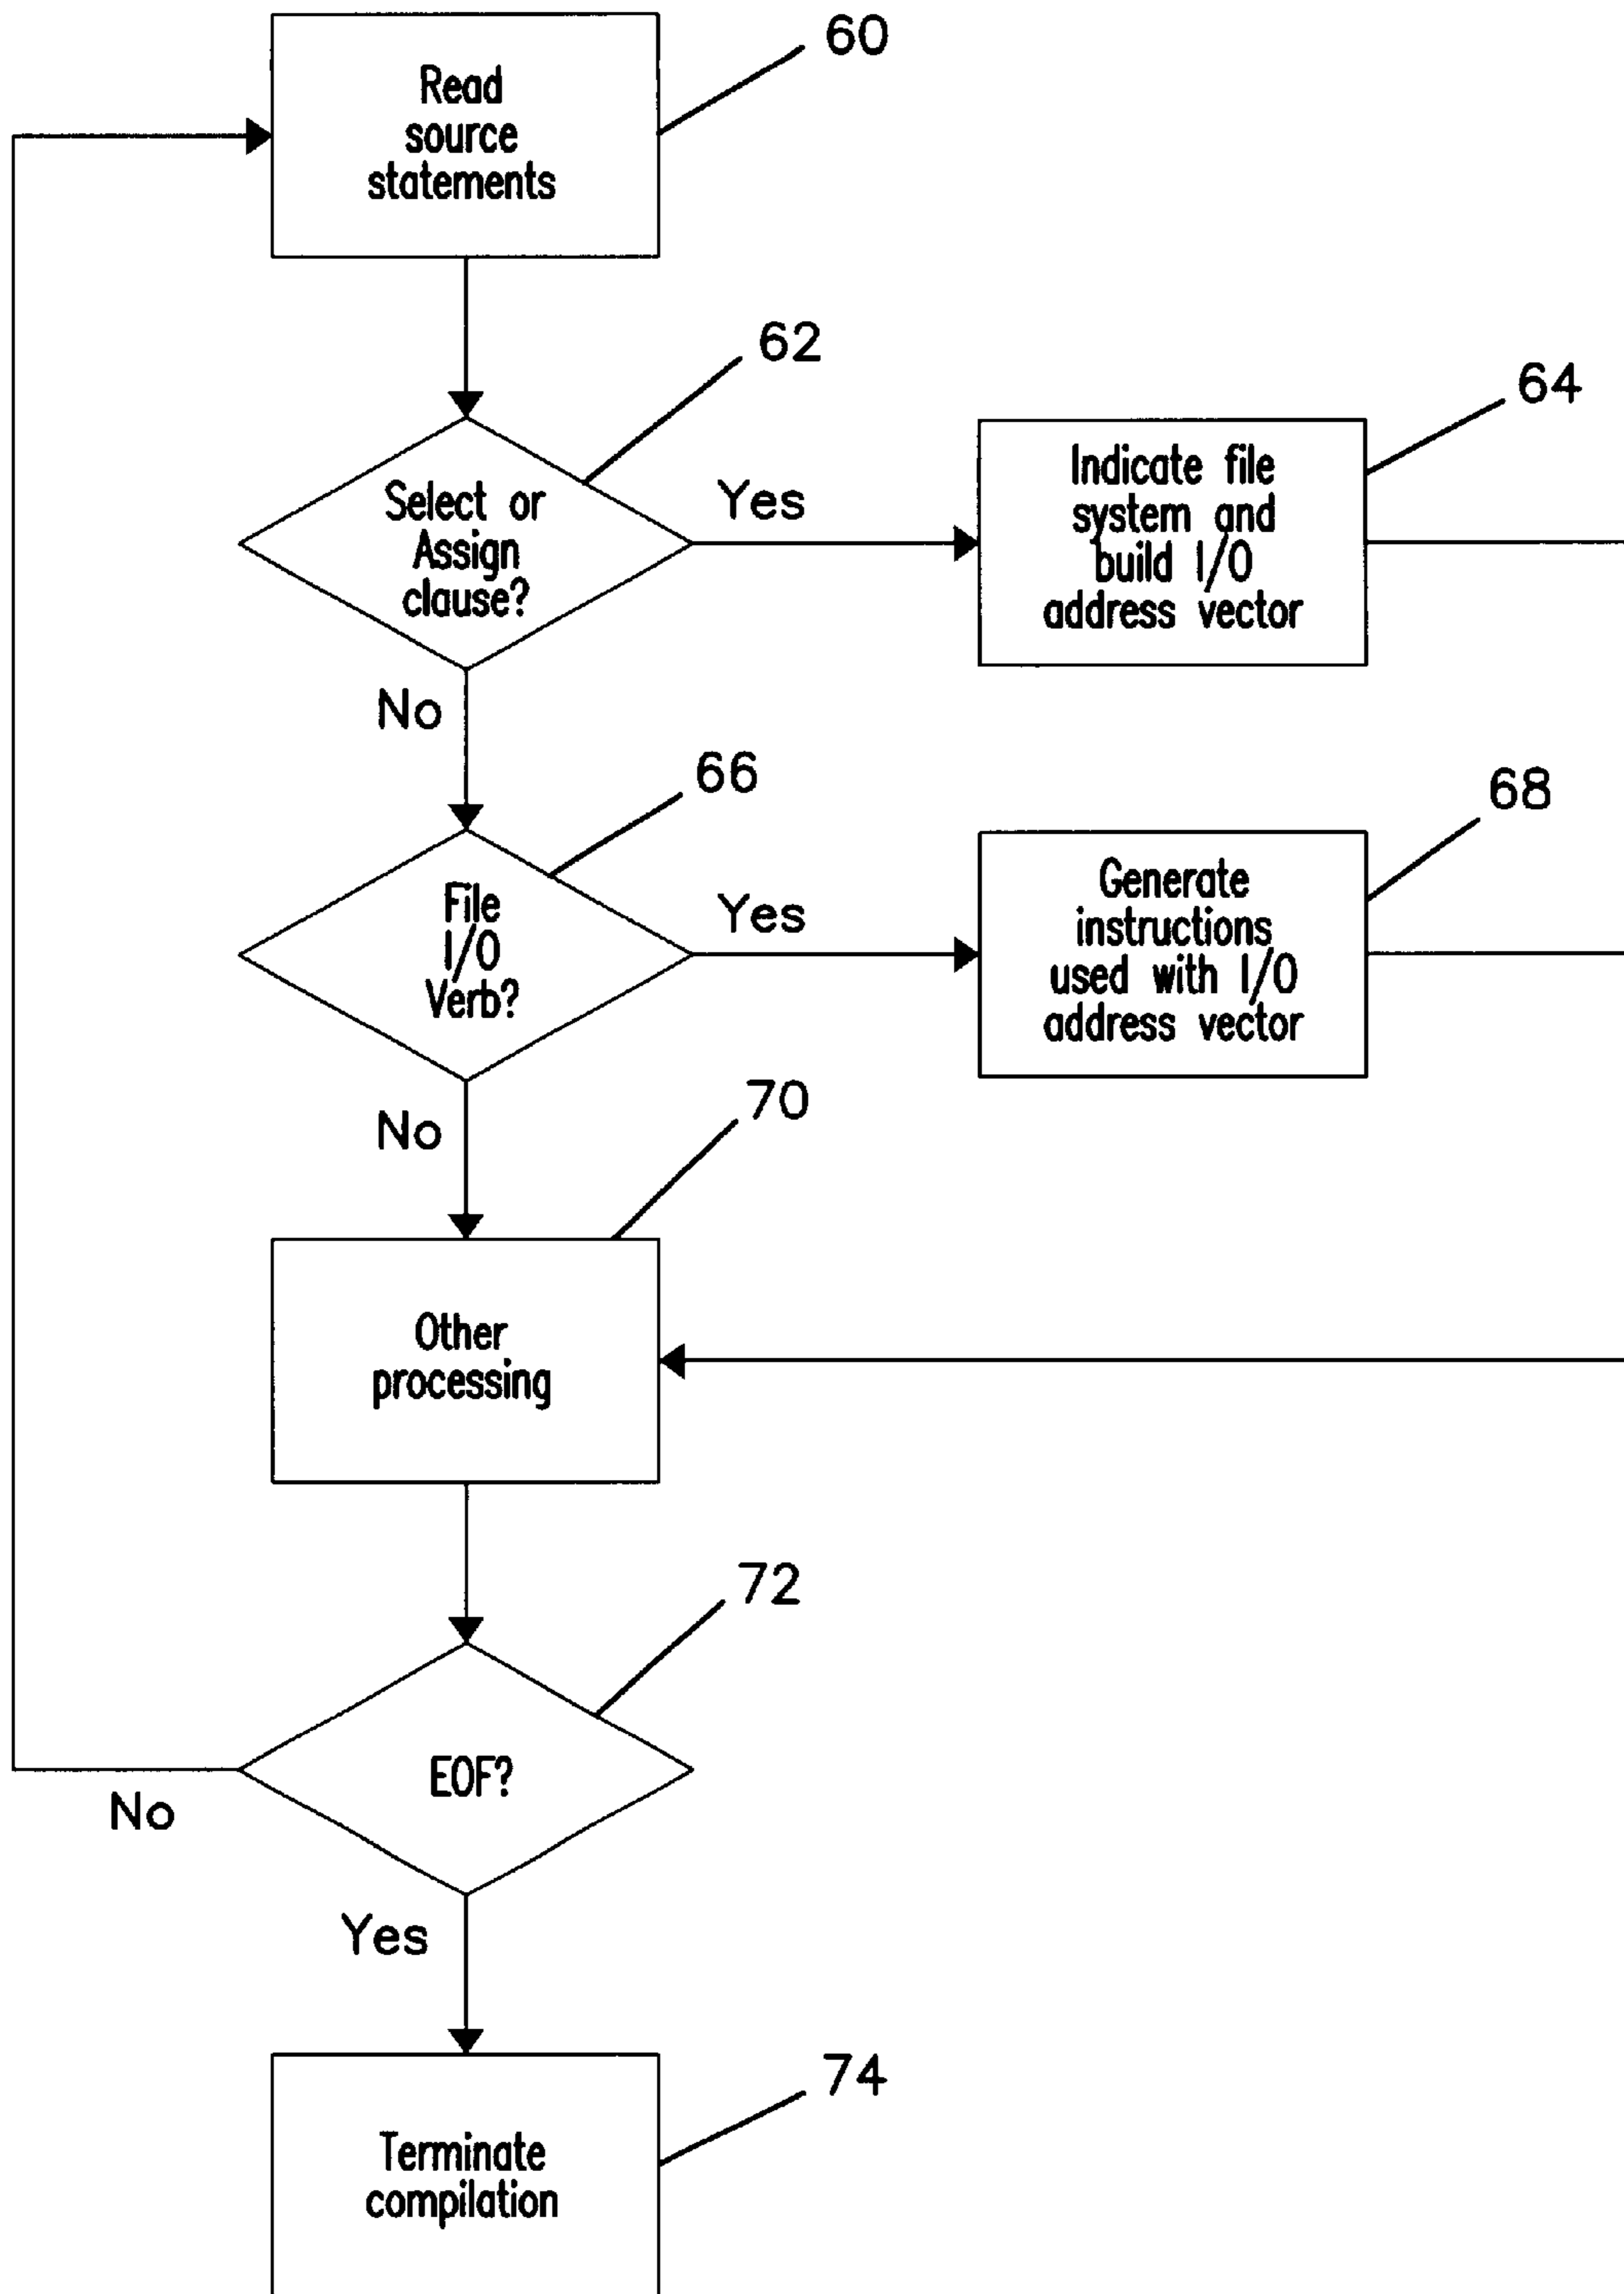 60
Read
source
statements
62
Select or
Assign
clause?
Yes
64
Indicate file
system and
build I/O
address vector
No
66
File
I/O
Verb?
Yes
68
Generate
instructions
used with I/O
address vector
No
70
Other
processing
72
EOF?
No
Yes
74
Terminate
compilation